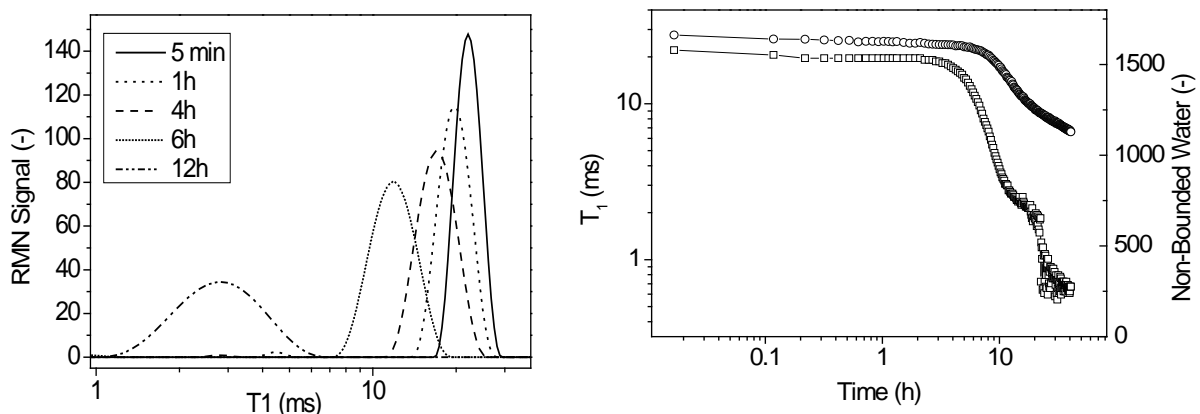 140
120
100
80
60
40
20
0
RMN Signal (-)
5 min
1h
4h
6h
12h
1
10
T1 (ms)
10
1
T1 (ms)
0.1
1
10
Time (h)
1500
1000
500
0
Non-Bounded Water (-)